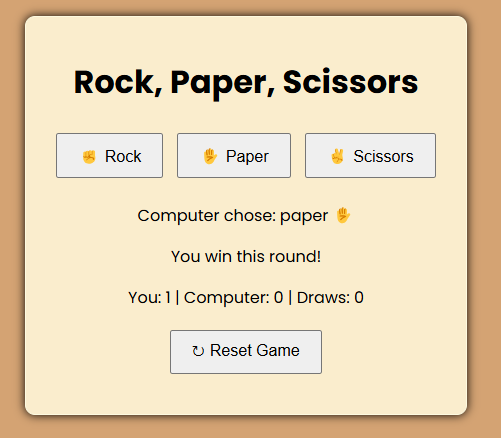 Rock, Paper, Scissors
✊ Rock ✋ Paper ✌ Scissors
Computer chose: paper ✋
You win this round!
You: 1 | Computer: 0 | Draws: 0
↻ Reset Game